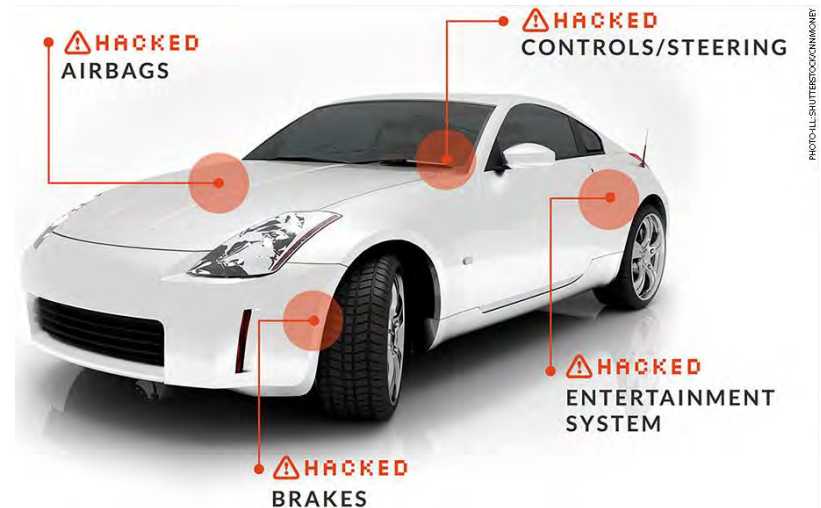 HACKED
AIRBAGS
HACKED
CONTROLS/STEERING
HACKED
ENTERTAINMENT
SYSTEM
HACKED
BRAKES
PHOTO-ILL: SHUTTERSTOCK/CNNMONEY